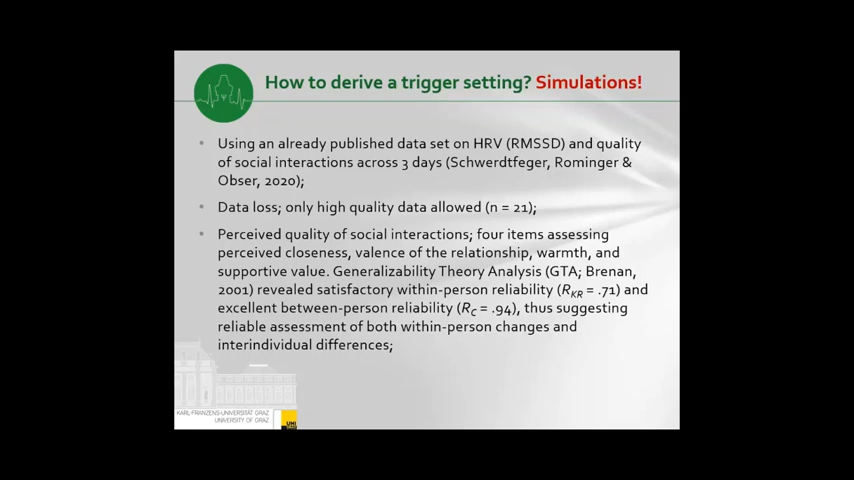 How to derive a trigger setting? Simulations!
Using an already published data set on HRV (RMSSD) and quality
of social interactions across 3 days (Schwerdtfeger, Rominger &
Obser, 2020);
Data loss; only high quality data allowed (n = 21);
Perceived quality of social interactions; four items assessing
perceived closeness, valence of the relationship, warmth, and
supportive value. Generalizability Theory Analysis (GTA; Brenan,
2001) revealed satisfactory within-person reliability (RKR = .71) and
excellent between-person reliability (RC = .94), thus suggesting
reliable assessment of both within-person changes and
interindividual differences;
KARL-FRANZENS-UNIVERSITÄT GRAZ
UNIVERSITY OF GRAZ
UNI